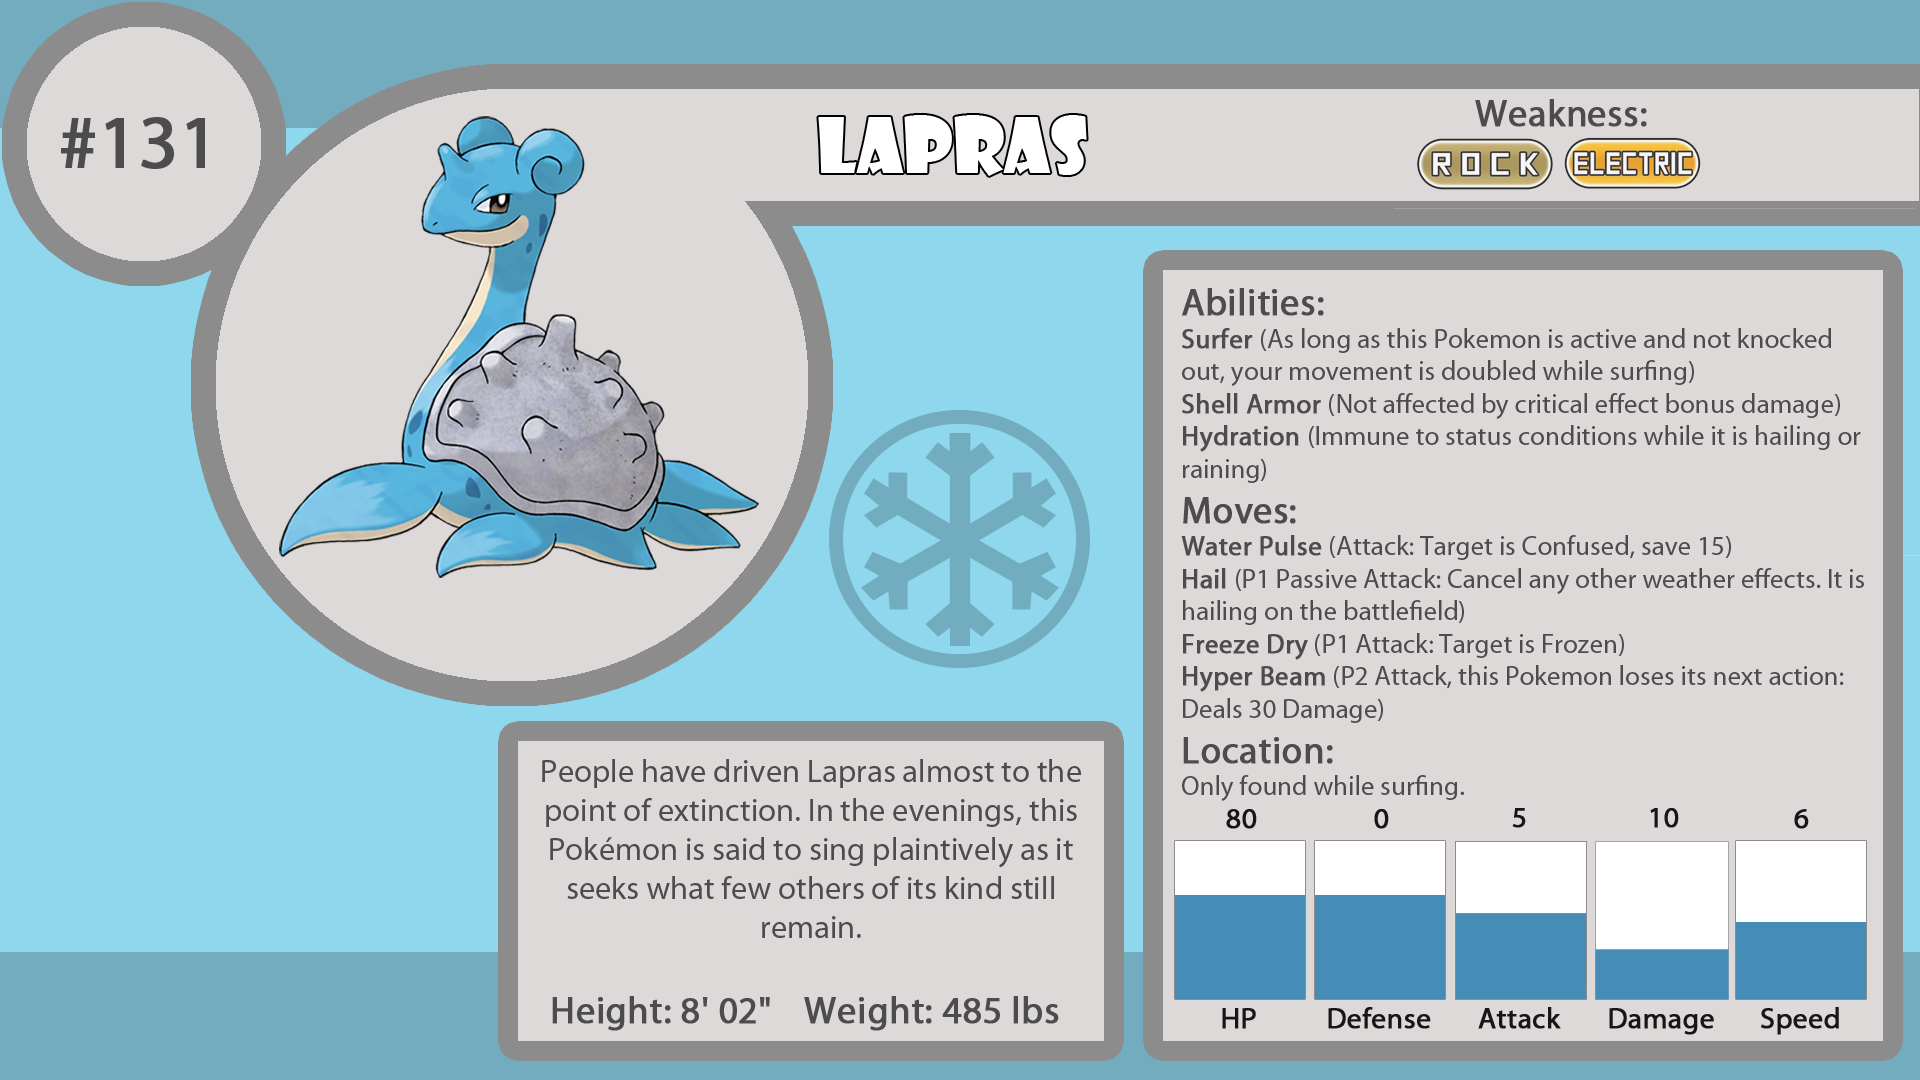 #131
LAPRAS
Weakness:
ROCK ELECTRIC
Abilities:
Surfer (As long as this Pokemon is active and not knocked
out, your movement is doubled while surfing)
Shell Armor (Not affected by critical effect bonus damage)
Hydration (Immune to status conditions while it is hailing or
raining)
Moves:
Water Pulse (Attack: Target is Confused, save 15)
Hail (P1 Passive Attack: Cancel any other weather effects. It is
hailing on the battlefield)
Freeze Dry (P1 Attack: Target is Frozen)
Hyper Beam (P2 Attack, this Pokemon loses its next action:
Deals 30 Damage)
Location:
Only found while surfing.
80 0 5 10 6
HP Defense Attack Damage Speed
People have driven Lapras almost to the
point of extinction. In the evenings, this
Pokémon is said to sing plaintively as it
seeks what few others of its kind still
remain.
Height: 8' 02" Weight: 485 lbs